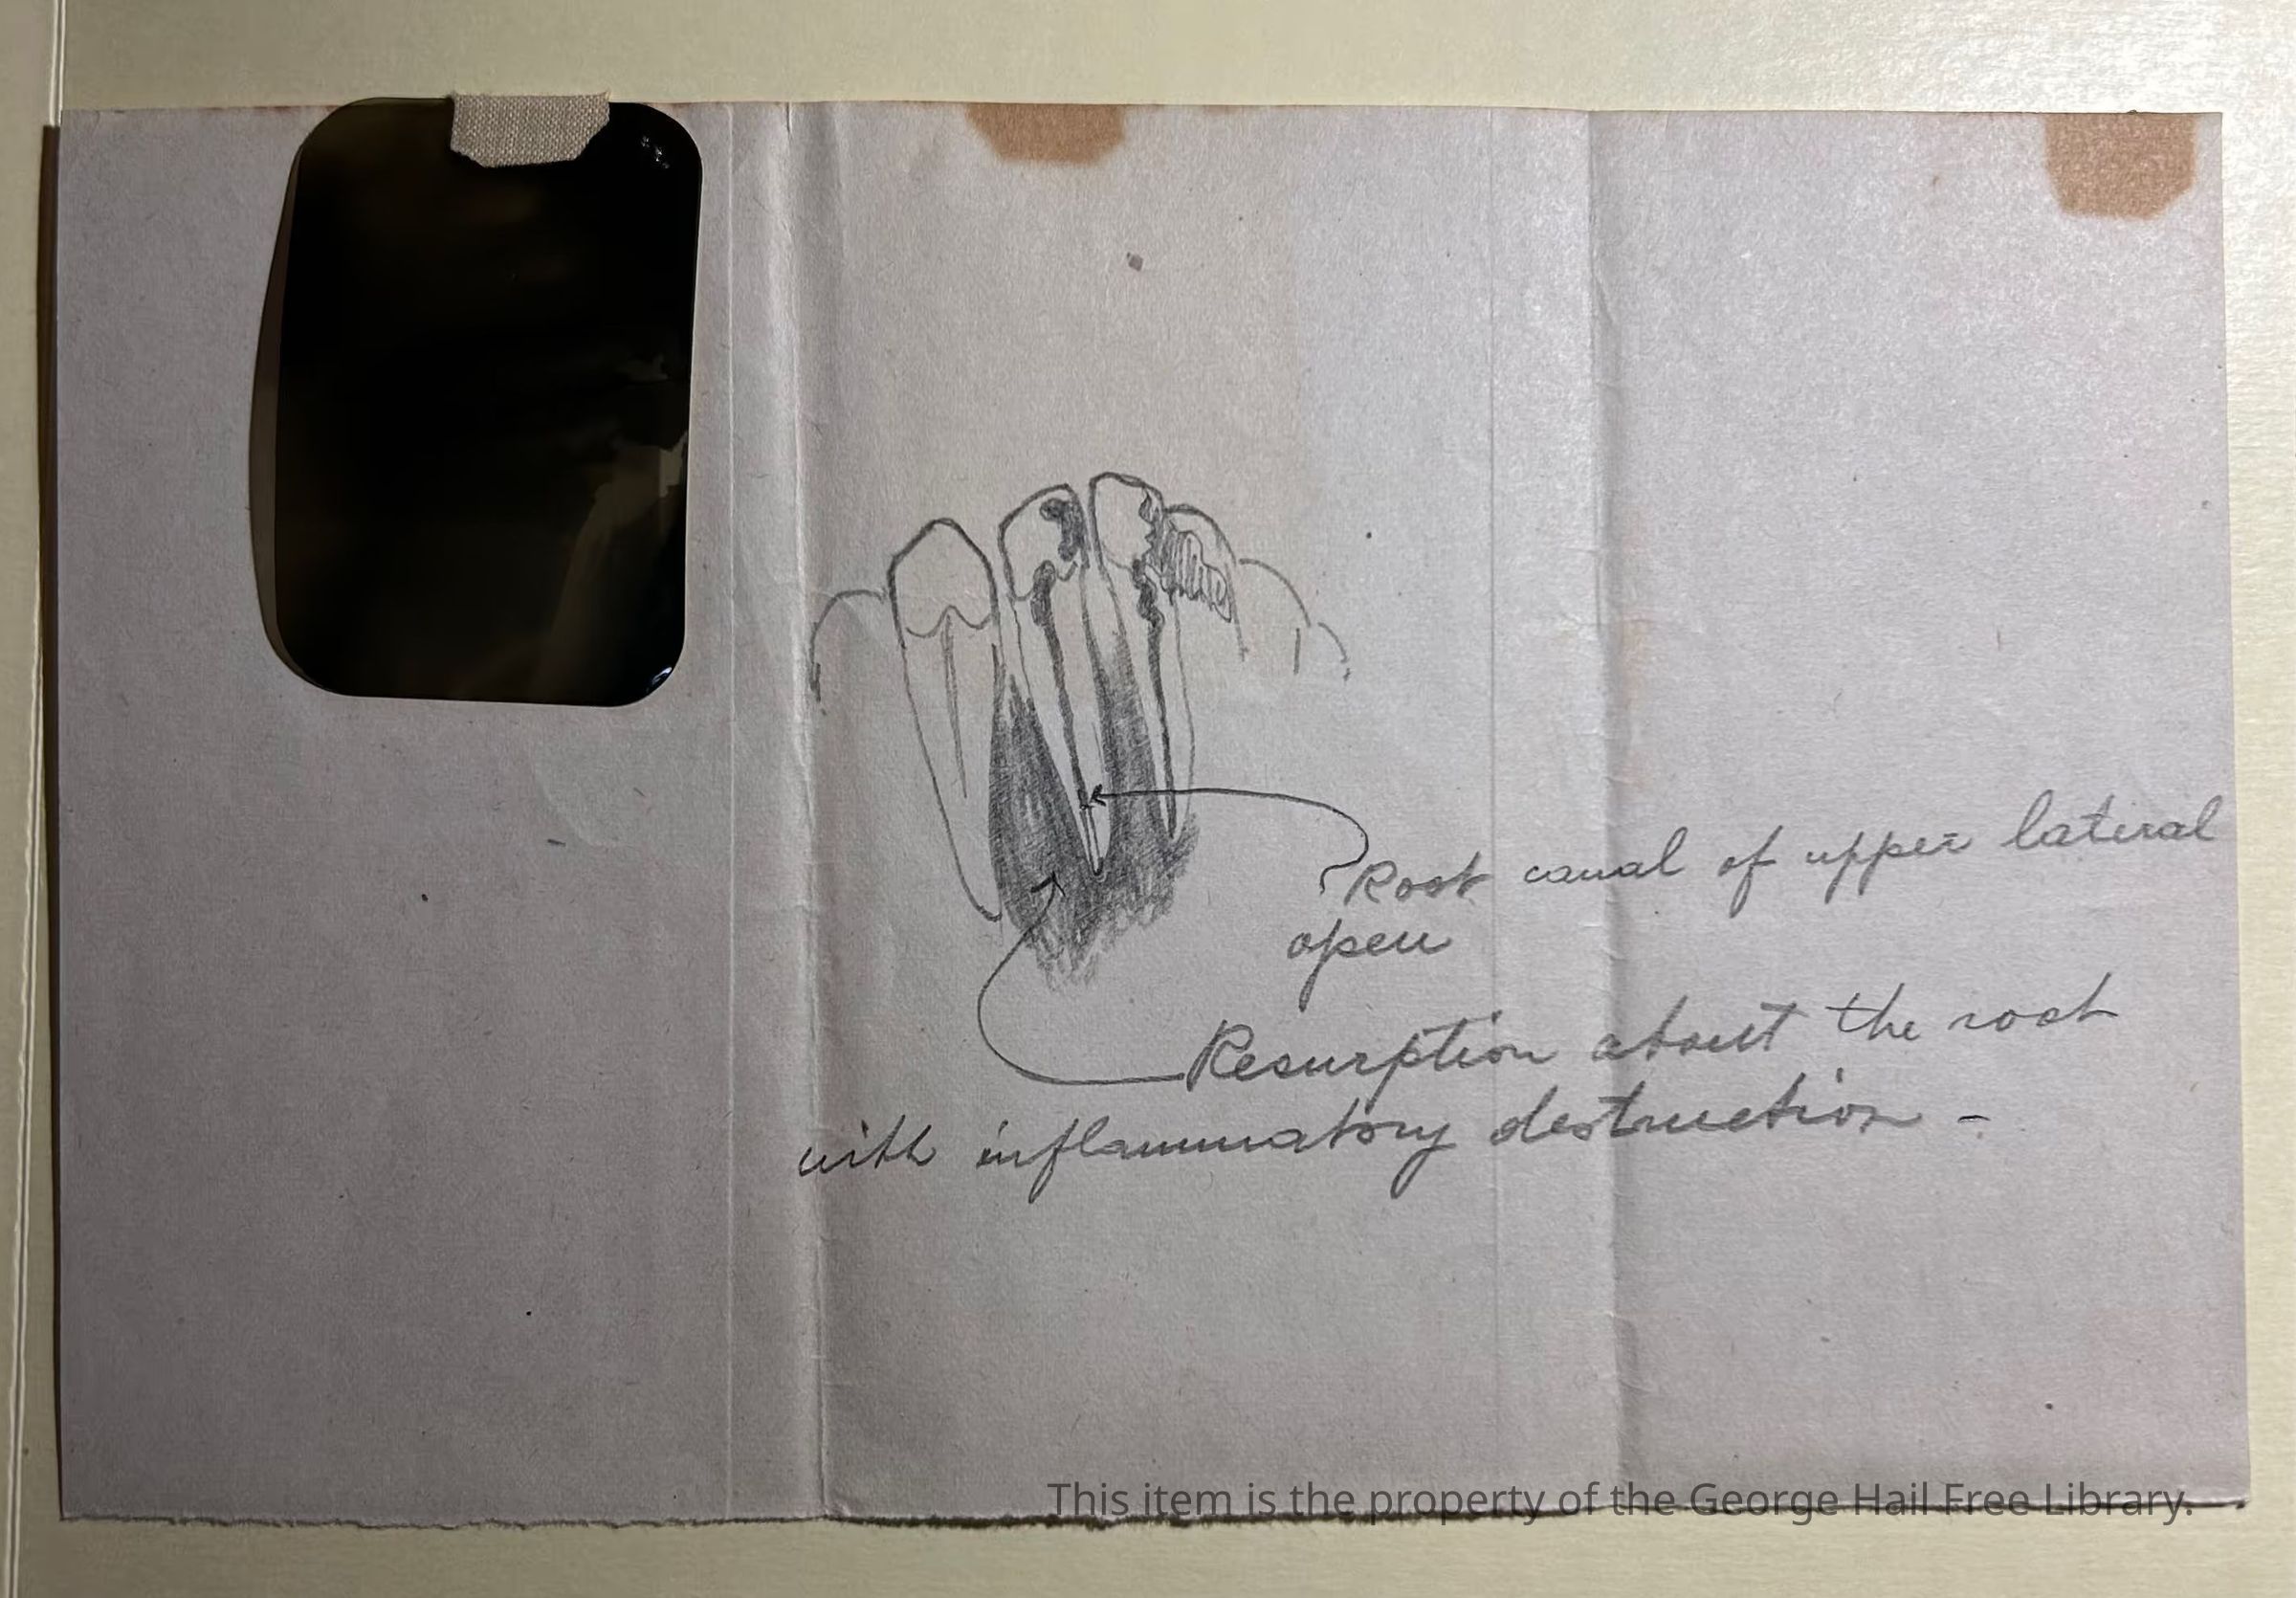 Root canal of upper lateral
open
Resurption about the root
with inflammatory destruction -
This item is the property of the George Hail Free Library.